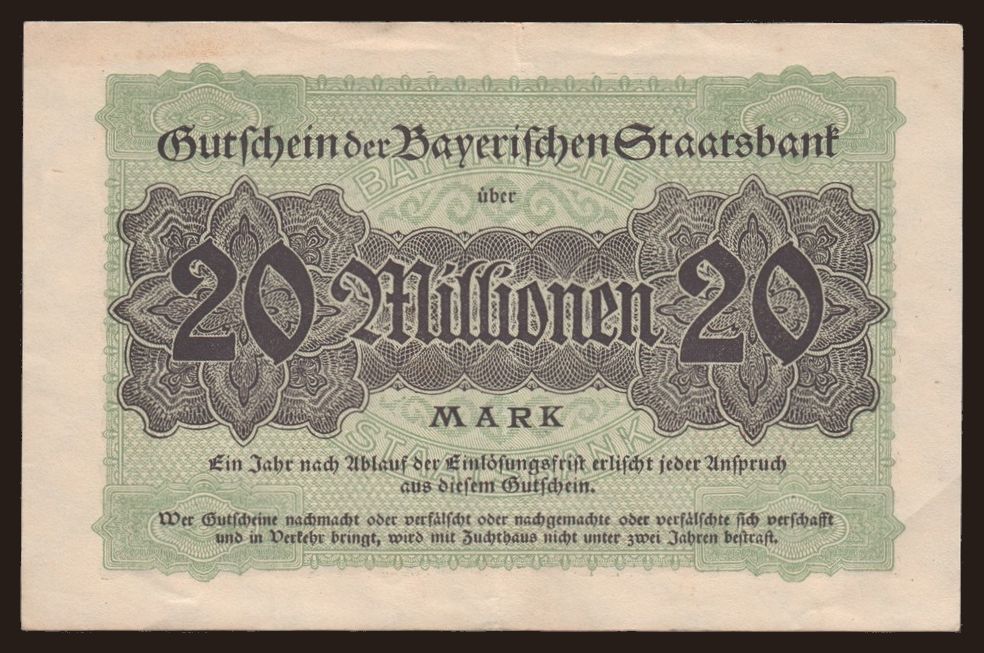 Gutschein der Bayerischen Staatsbank
BAYERISCHE
über
20 Millionen 20
MARK
STAATSBANK
Ein Jahr nach Ablauf der Einlösungsfrist erlischt jeder Anspruch
aus diesem Gutschein.
Wer Gutscheine nachmacht oder verfälscht oder nachgemachte oder verfälschte sich verschafft
und in Verkehr bringt, wird mit Zuchthaus nicht unter zwei Jahren bestraft.